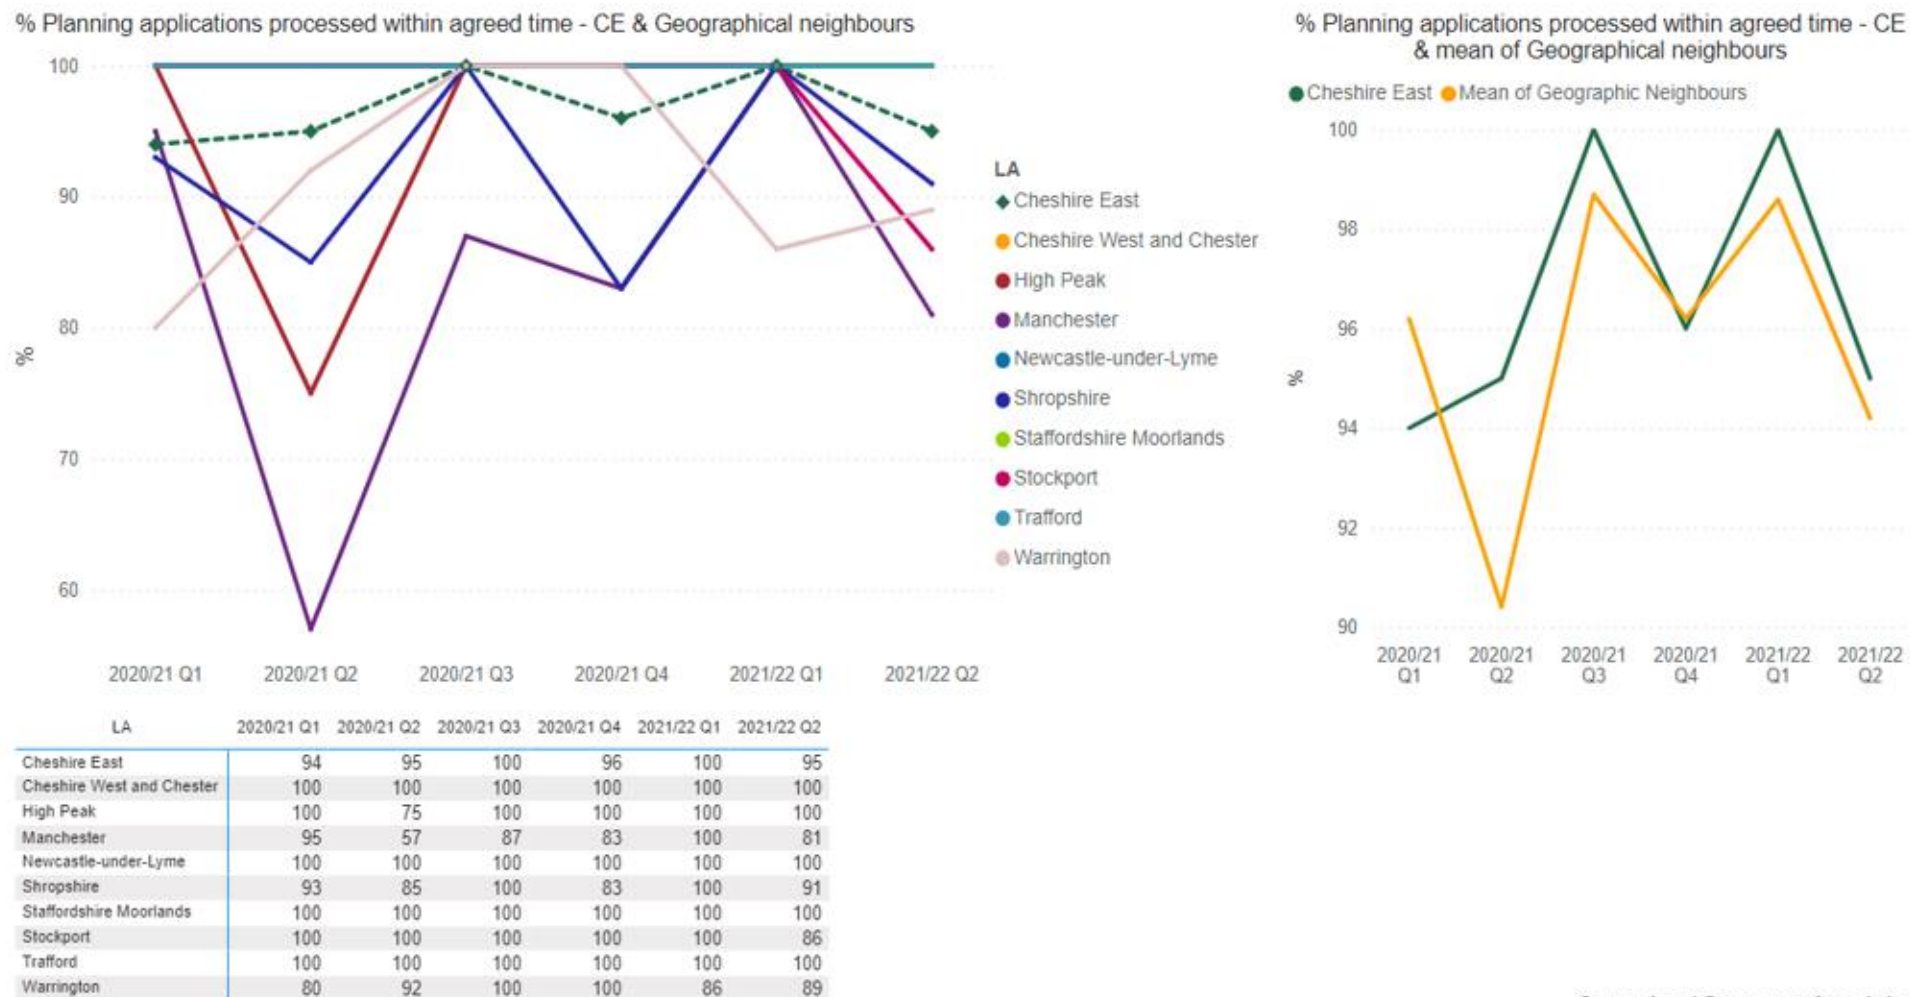 % Planning applications processed within agreed time - CE & Geographical neighbours
100
90
80
70
60
%
2020/21 Q1 2020/21 Q2 2020/21 Q3 2020/21 Q4 2021/22 Q1 2021/22 Q2
LA
Cheshire East
Cheshire West and Chester
High Peak
Manchester
Newcastle-under-Lyme
Shropshire
Staffordshire Moorlands
Stockport
Trafford
Warrington
% Planning applications processed within agreed time - CE
& mean of Geographical neighbours
Cheshire East Mean of Geographic Neighbours
100
98
96
94
92
90
%
2020/21 2020/21 2020/21 2020/21 2021/22 2021/22
Q1 Q2 Q3 Q4 Q1 Q2
LA 2020/21 Q1 2020/21 Q2 2020/21 Q3 2020/21 Q4 2021/22 Q1 2021/22 Q2
Cheshire East 94 95 100 96 100 95
Cheshire West and Chester 100 100 100 100 100 100
High Peak 100 75 100 100 100 100
Manchester 95 57 87 83 100 81
Newcastle-under-Lyme 100 100 100 100 100 100
Shropshire 93 85 100 83 100 91
Staffordshire Moorlands 100 100 100 100 100 100
Stockport 100 100 100 100 100 86
Trafford 100 100 100 100 100 100
Warrington 80 92 100 100 86 89